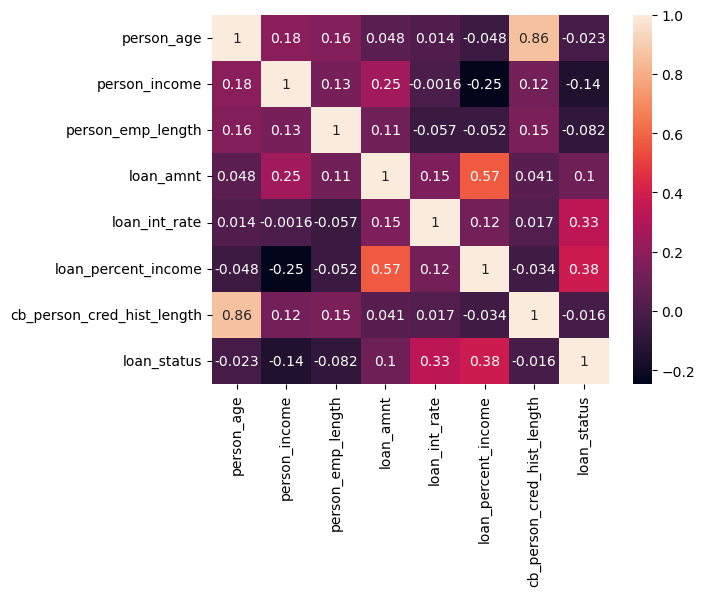 person_age 1 0.18 0.16 0.048 0.014 -0.048 0.86 -0.023
person_income 0.18 1 0.13 0.25 -0.0016 -0.25 0.12 -0.14
person_emp_length 0.16 0.13 1 0.11 -0.057 -0.052 0.15 -0.082
loan_amnt 0.048 0.25 0.11 1 0.15 0.57 0.041 0.1
loan_int_rate 0.014 -0.0016 -0.057 0.15 1 0.12 0.017 0.33
loan_percent_income -0.048 -0.25 -0.052 0.57 0.12 1 -0.034 0.38
cb_person_cred_hist_length 0.86 0.12 0.15 0.041 0.017 -0.034 1 -0.016
loan_status -0.023 -0.14 -0.082 0.1 0.33 0.38 -0.016 1
person_age
person_income
person_emp_length
loan_amnt
loan_int_rate
loan_percent_income
cb_person_cred_hist_length
loan_status
1.0
0.8
0.6
0.4
0.2
0.0
−0.2